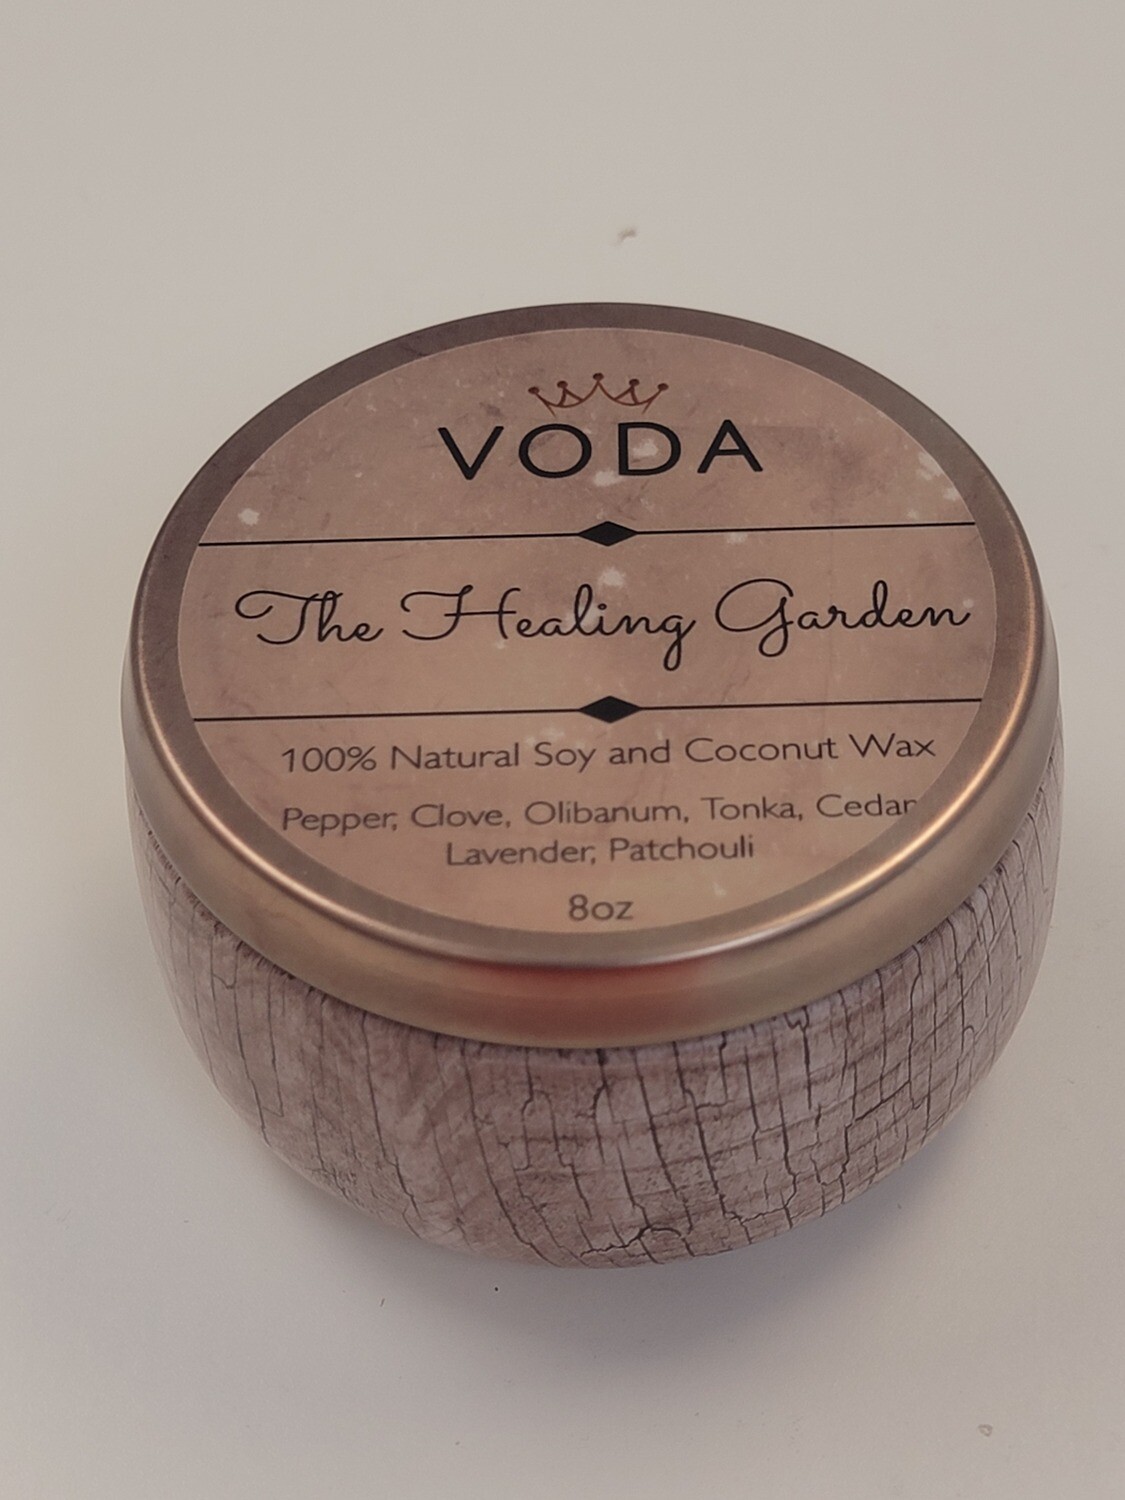 VODA
The Healing Garden
100% Natural Soy and Coconut Wax
Pepper, Clove, Olibanum, Tonka, Cedar
Lavender, Patchouli
8oz